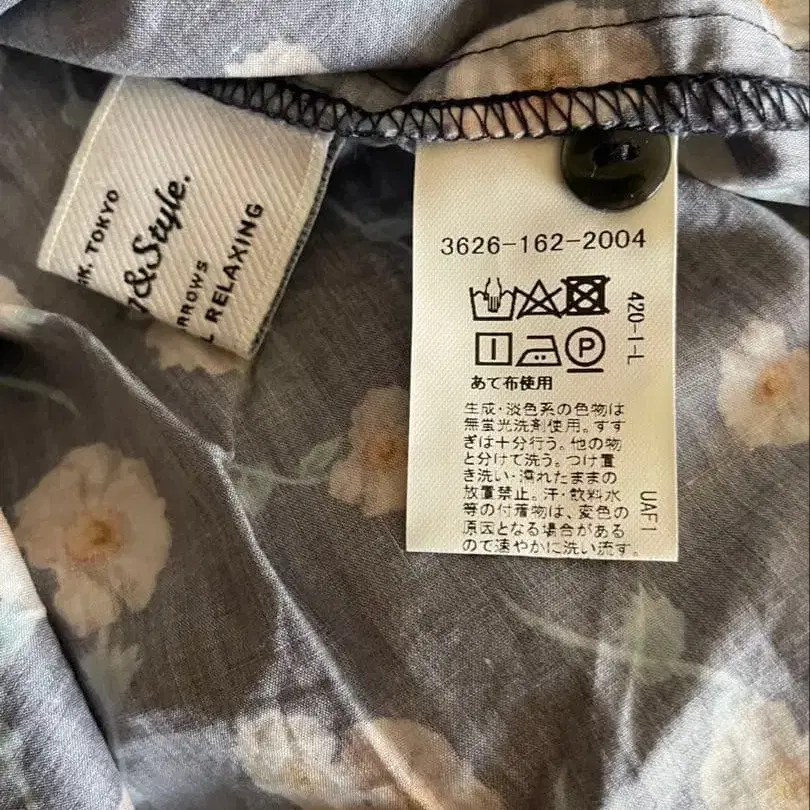 TOKYO
&Style.
RROWS
RELAXING
3626-162-2004
420-1-L
P
あて布使用
生成・淡色系の色物は
無蛍光洗剤使用。すす
ぎは十分行う。他の物
と分けて洗う。つけ置
き洗い・濡れたままの
放置禁止。汗・飲料水
等の付着物は、変色の
原因となる場合がある
ので速やかに洗い流す。
UAF1